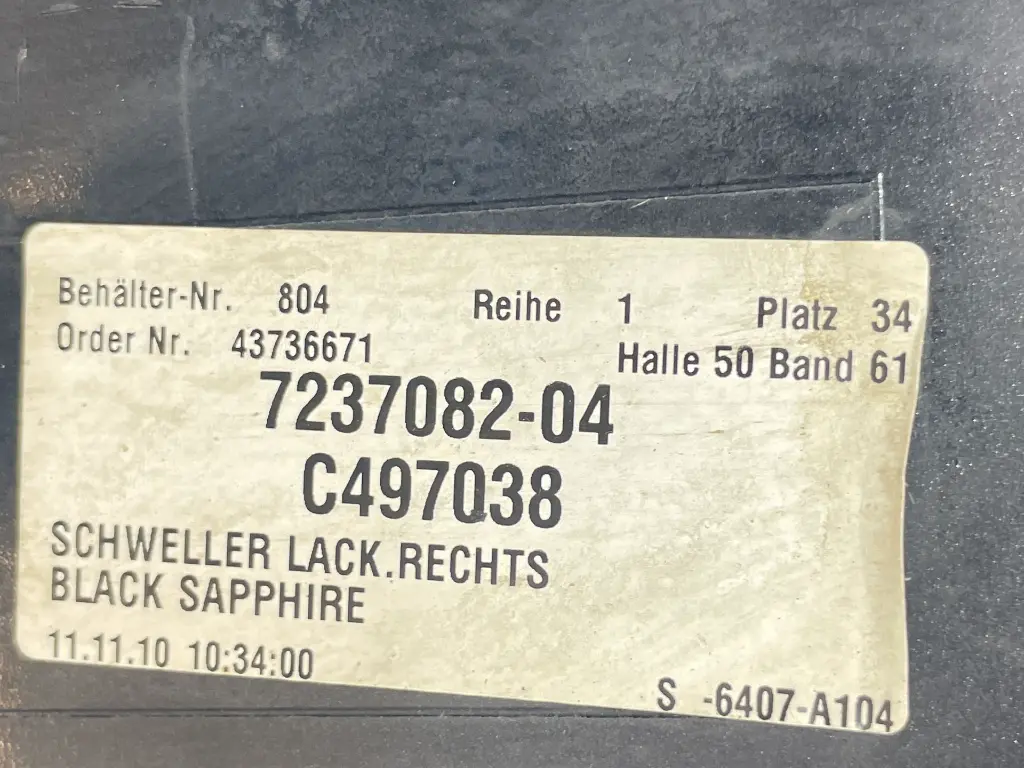 Behälter-Nr. 804 Reihe 1 Platz 34
Order Nr. 43736671 Halle 50 Band 61
7237082-04
C497038
SCHWELLER LACK.RECHTS
BLACK SAPPHIRE
11.11.10 10:34:00
S -6407-A104